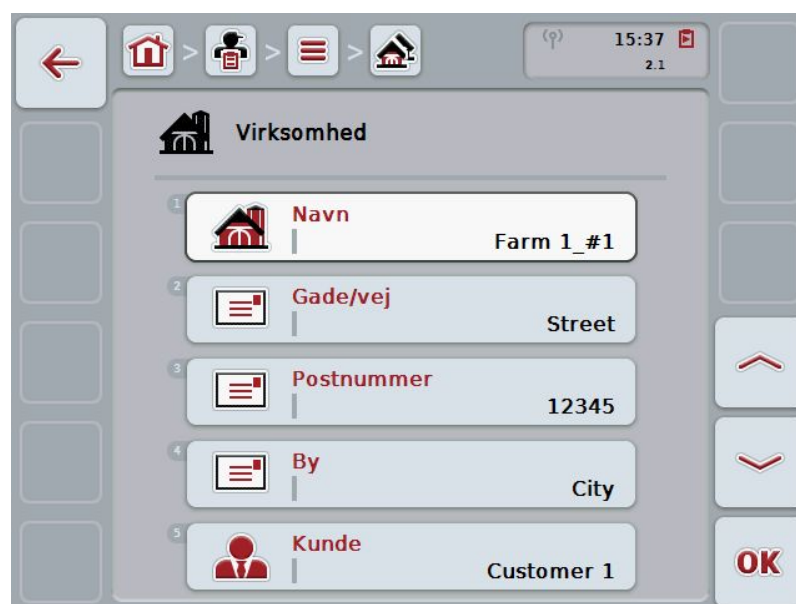 > > >
15:37
2.1
Virksomhed
1
Navn
Farm 1_#1
2
Gade/vej
Street
3
Postnummer
12345
4
By
City
5
Kunde
Customer 1
OK